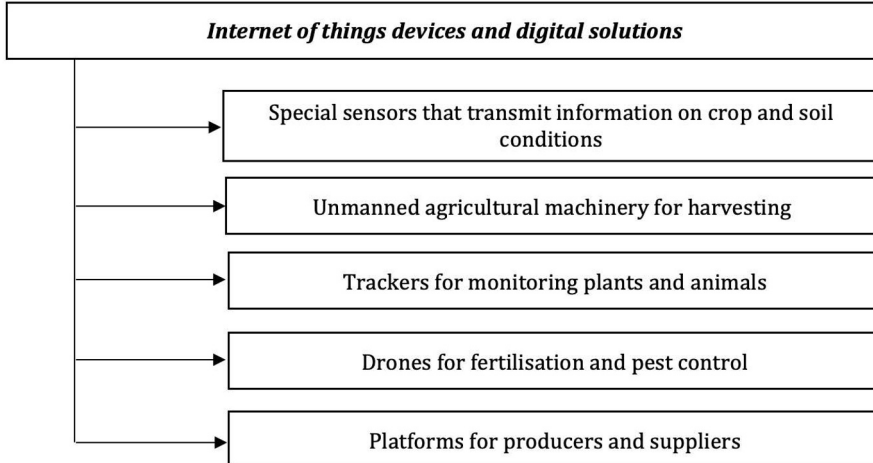 Internet of things devices and digital solutions
Special sensors that transmit information on crop and soil
conditions
Unmanned agricultural machinery for harvesting
Trackers for monitoring plants and animals
Drones for fertilisation and pest control
Platforms for producers and suppliers